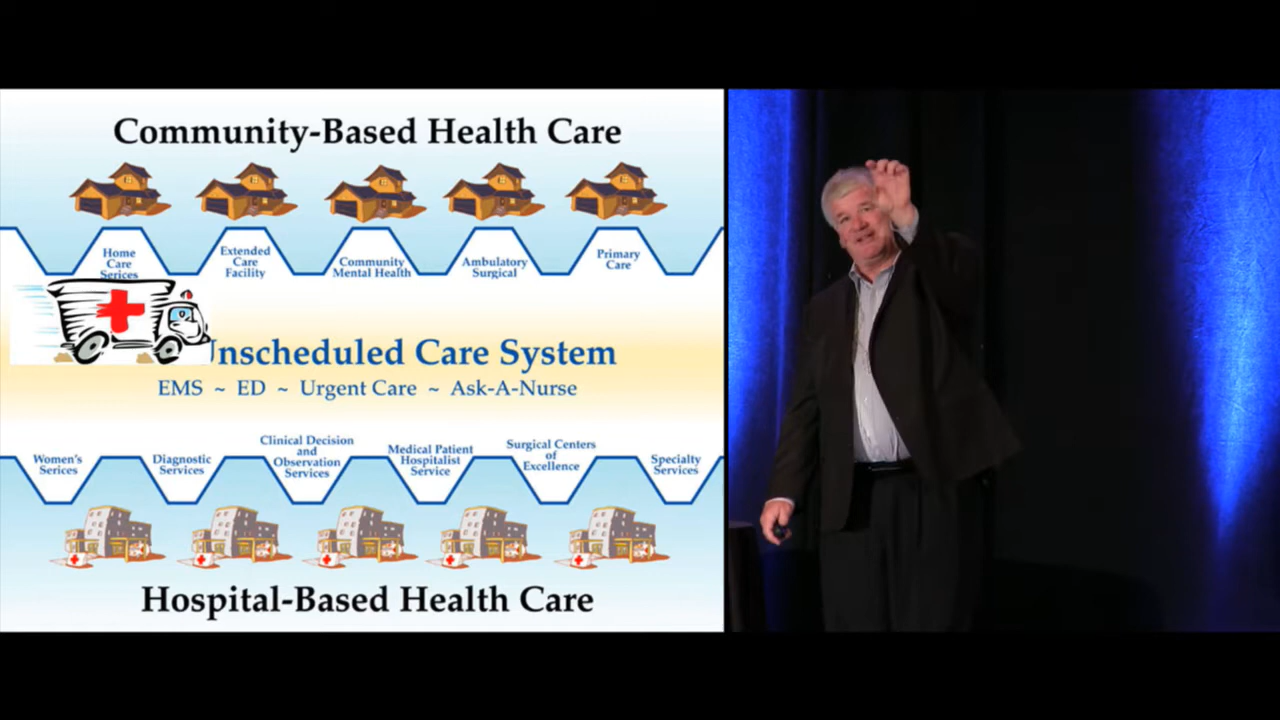 Community-Based Health Care
Home
Care
Serices
Extended
Care
Facility
Community
Mental Health
Ambulatory
Surgical
Primary
Care
Unscheduled Care System
EMS ~ ED ~ Urgent Care ~ Ask-A-Nurse
Women's
Serices
Diagnostic
Services
Clinical Decision
and
Observation
Services
Medical Patient
Hospitalist
Service
Surgical Centers
of
Excellence
Specialty
Services
Hospital-Based Health Care